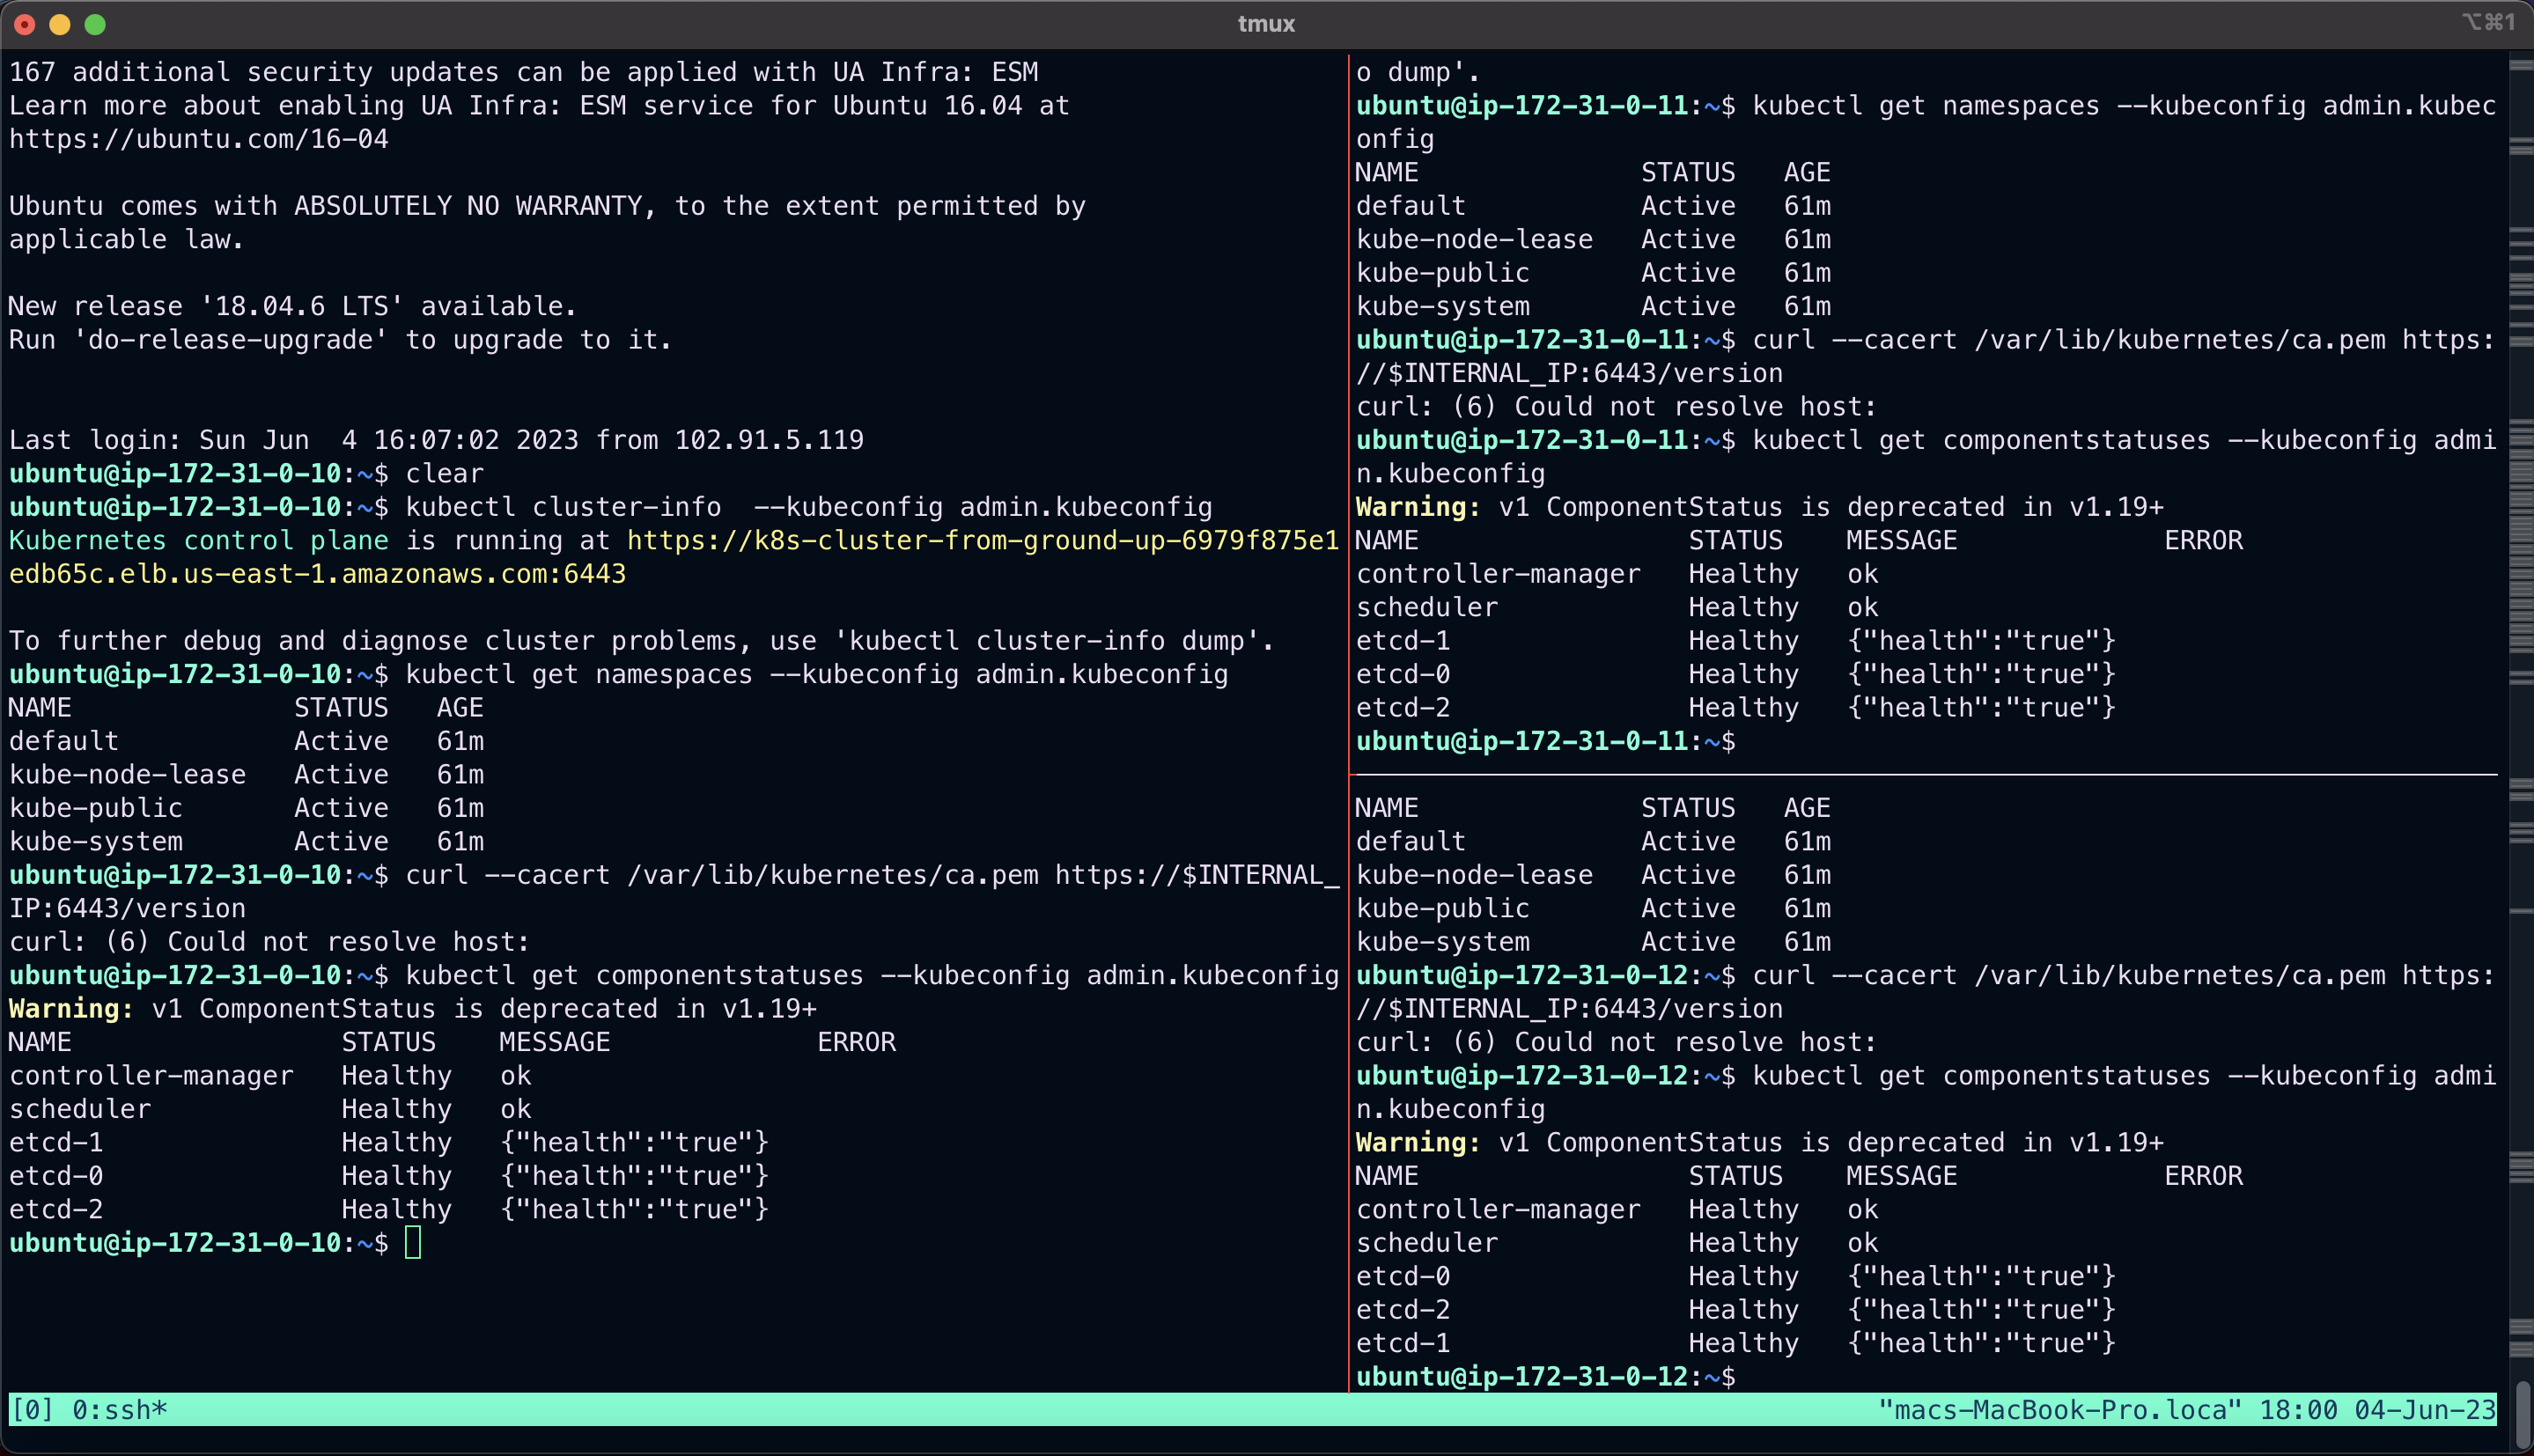 tmux
⌥⌘1
167 additional security updates can be applied with UA Infra: ESM
Learn more about enabling UA Infra: ESM service for Ubuntu 16.04 at
https://ubuntu.com/16-04
Ubuntu comes with ABSOLUTELY NO WARRANTY, to the extent permitted by
applicable law.
New release '18.04.6 LTS' available.
Run 'do-release-upgrade' to upgrade to it.
Last login: Sun Jun  4 16:07:02 2023 from 102.91.5.119
ubuntu@ip-172-31-0-10:~$ clear
ubuntu@ip-172-31-0-10:~$ kubectl cluster-info  --kubeconfig admin.kubeconfig
Kubernetes control plane is running at https://k8s-cluster-from-ground-up-6979f875e1
edb65c.elb.us-east-1.amazonaws.com:6443
To further debug and diagnose cluster problems, use 'kubectl cluster-info dump'.
ubuntu@ip-172-31-0-10:~$ kubectl get namespaces --kubeconfig admin.kubeconfig
NAME              STATUS   AGE
default           Active   61m
kube-node-lease   Active   61m
kube-public       Active   61m
kube-system       Active   61m
ubuntu@ip-172-31-0-10:~$ curl --cacert /var/lib/kubernetes/ca.pem https://$INTERNAL_
IP:6443/version
curl: (6) Could not resolve host:
ubuntu@ip-172-31-0-10:~$ kubectl get componentstatuses --kubeconfig admin.kubeconfig
Warning: v1 ComponentStatus is deprecated in v1.19+
NAME                 STATUS    MESSAGE             ERROR
controller-manager   Healthy   ok
scheduler            Healthy   ok
etcd-1               Healthy   {"health":"true"}
etcd-0               Healthy   {"health":"true"}
etcd-2               Healthy   {"health":"true"}
ubuntu@ip-172-31-0-10:~$
o dump'.
ubuntu@ip-172-31-0-11:~$ kubectl get namespaces --kubeconfig admin.kubec
onfig
NAME              STATUS   AGE
default           Active   61m
kube-node-lease   Active   61m
kube-public       Active   61m
kube-system       Active   61m
ubuntu@ip-172-31-0-11:~$ curl --cacert /var/lib/kubernetes/ca.pem https:
//$INTERNAL_IP:6443/version
curl: (6) Could not resolve host:
ubuntu@ip-172-31-0-11:~$ kubectl get componentstatuses --kubeconfig admi
n.kubeconfig
Warning: v1 ComponentStatus is deprecated in v1.19+
NAME                 STATUS    MESSAGE             ERROR
controller-manager   Healthy   ok
scheduler            Healthy   ok
etcd-1               Healthy   {"health":"true"}
etcd-0               Healthy   {"health":"true"}
etcd-2               Healthy   {"health":"true"}
ubuntu@ip-172-31-0-11:~$
NAME              STATUS   AGE
default           Active   61m
kube-node-lease   Active   61m
kube-public       Active   61m
kube-system       Active   61m
ubuntu@ip-172-31-0-12:~$ curl --cacert /var/lib/kubernetes/ca.pem https:
//$INTERNAL_IP:6443/version
curl: (6) Could not resolve host:
ubuntu@ip-172-31-0-12:~$ kubectl get componentstatuses --kubeconfig admi
n.kubeconfig
Warning: v1 ComponentStatus is deprecated in v1.19+
NAME                 STATUS    MESSAGE             ERROR
controller-manager   Healthy   ok
scheduler            Healthy   ok
etcd-0               Healthy   {"health":"true"}
etcd-2               Healthy   {"health":"true"}
etcd-1               Healthy   {"health":"true"}
ubuntu@ip-172-31-0-12:~$
[0] 0:ssh*
"macs-MacBook-Pro.loca" 18:00 04-Jun-23